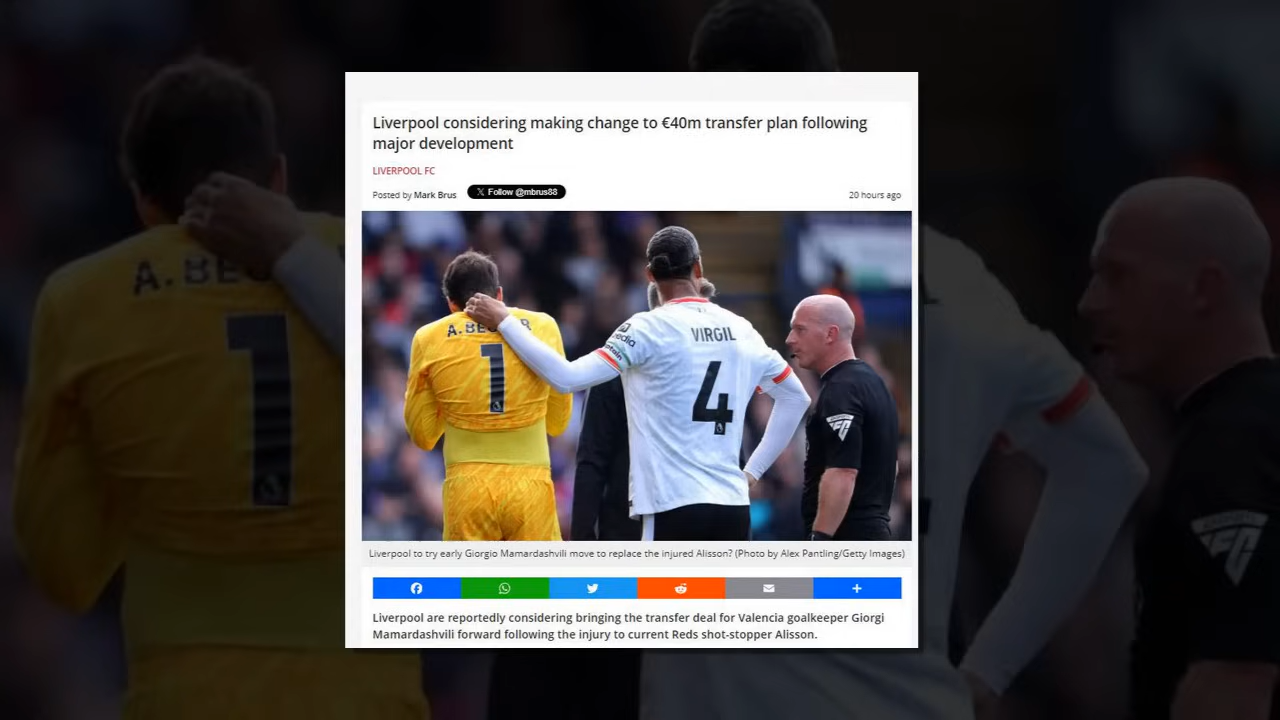 Liverpool considering making change to €40m transfer plan following
major development
LIVERPOOL FC
Posted by Mark Brus
Follow @mbrus88
20 hours ago
A. BE
1
VIRGIL
4
Liverpool to try early Giorgio Mamardashvili move to replace the injured Alisson? (Photo by Alex Pantling/Getty Images)
Liverpool are reportedly considering bringing the transfer deal for Valencia goalkeeper Giorgi
Mamardashvili forward following the injury to current Reds shot-stopper Alisson.
A. BE
1